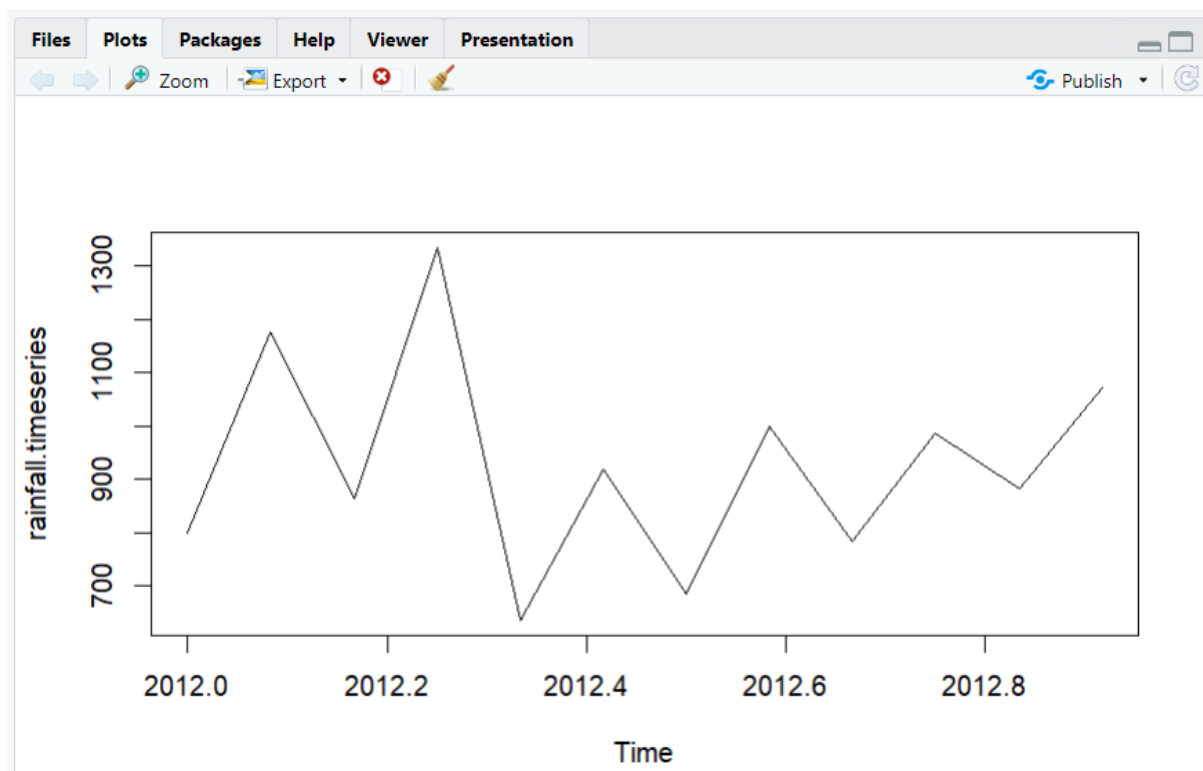 Files Plots Packages Help Viewer Presentation
Zoom Export Publish
1300
1100
900
700
rainfall.timeseries
2012.0 2012.2 2012.4 2012.6 2012.8
Time